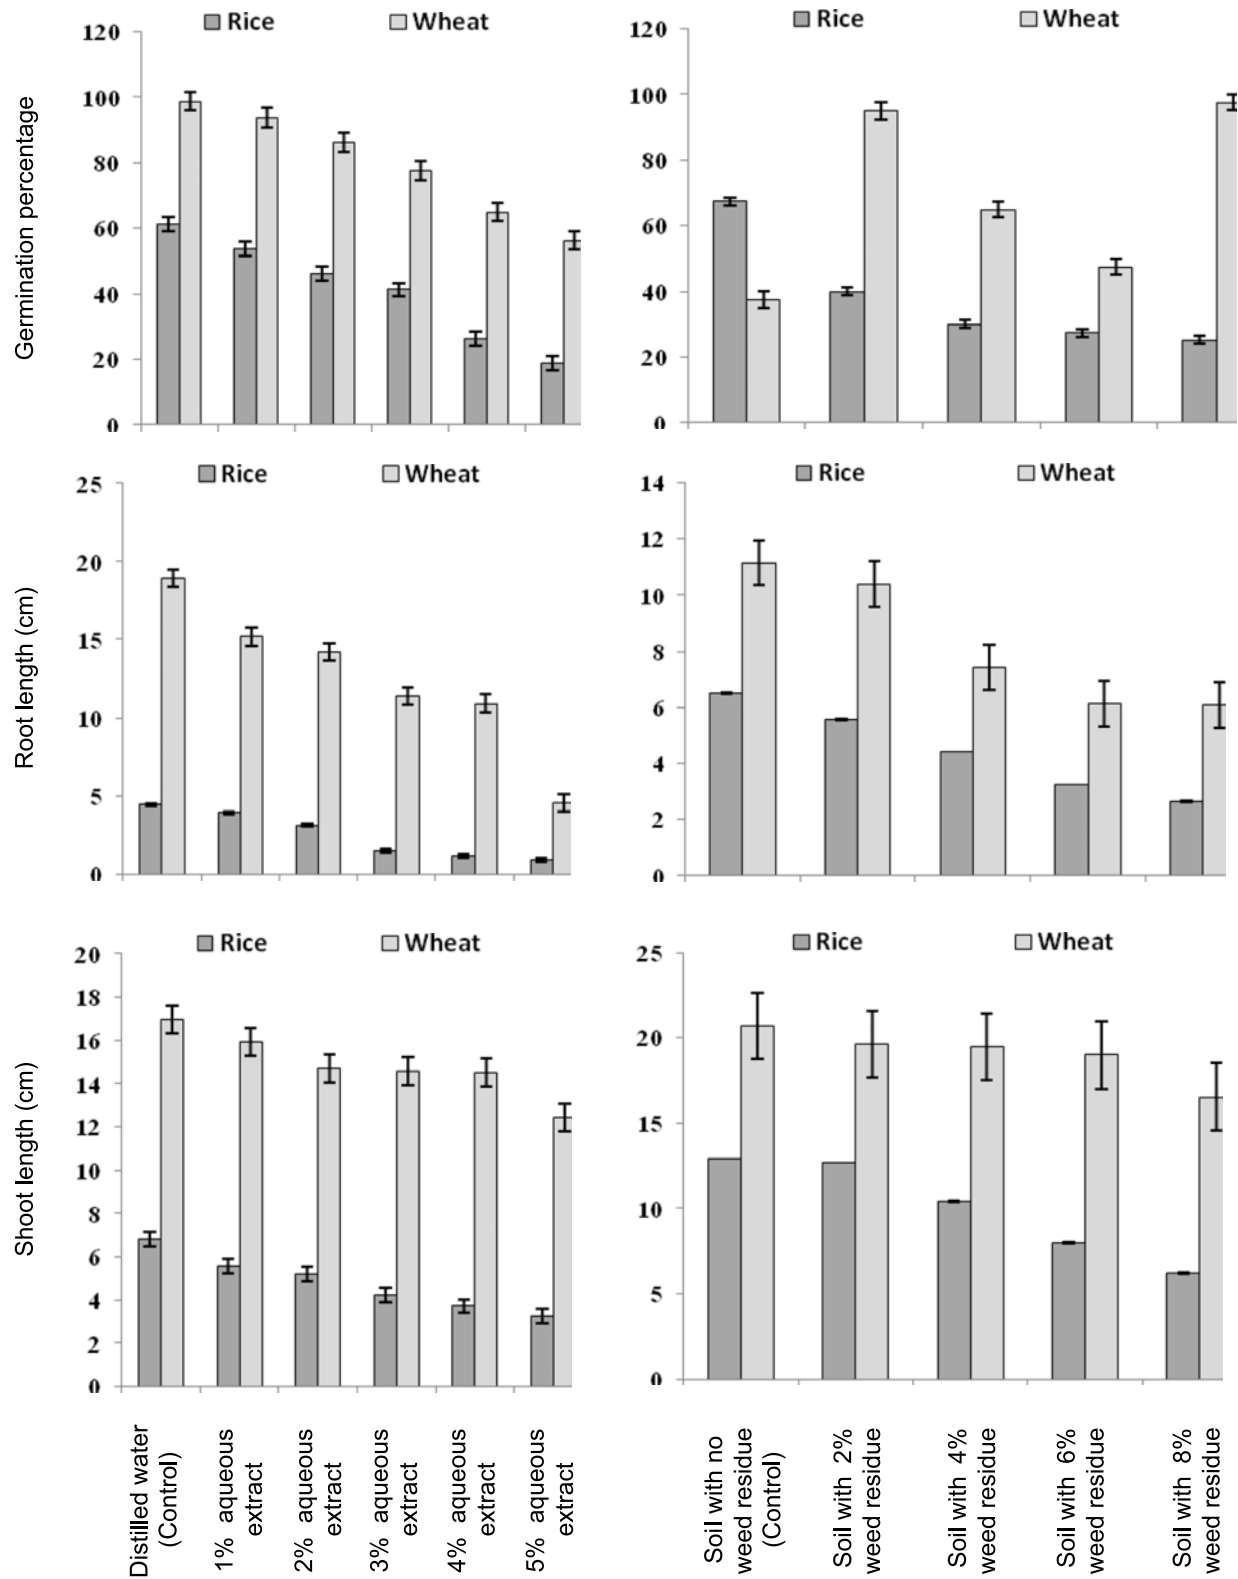 Rice Wheat
Germination percentage
120
100
80
60
40
20
0
Rice Wheat
120
100
80
60
40
20
0
Rice Wheat
Root length (cm)
25
20
15
10
5
0
Rice Wheat
14
12
10
8
6
4
2
0
Rice Wheat
Shoot length (cm)
20
18
16
14
12
10
8
6
4
2
0
Rice Wheat
25
20
15
10
5
0
Distilled water
(Control)
1% aqueous
extract
2% aqueous
extract
3% aqueous
extract
4% aqueous
extract
5% aqueous
extract
Soil with no
weed residue
(Control)
Soil with 2%
weed residue
Soil with 4%
weed residue
Soil with 6%
weed residue
Soil with 8%
weed residue